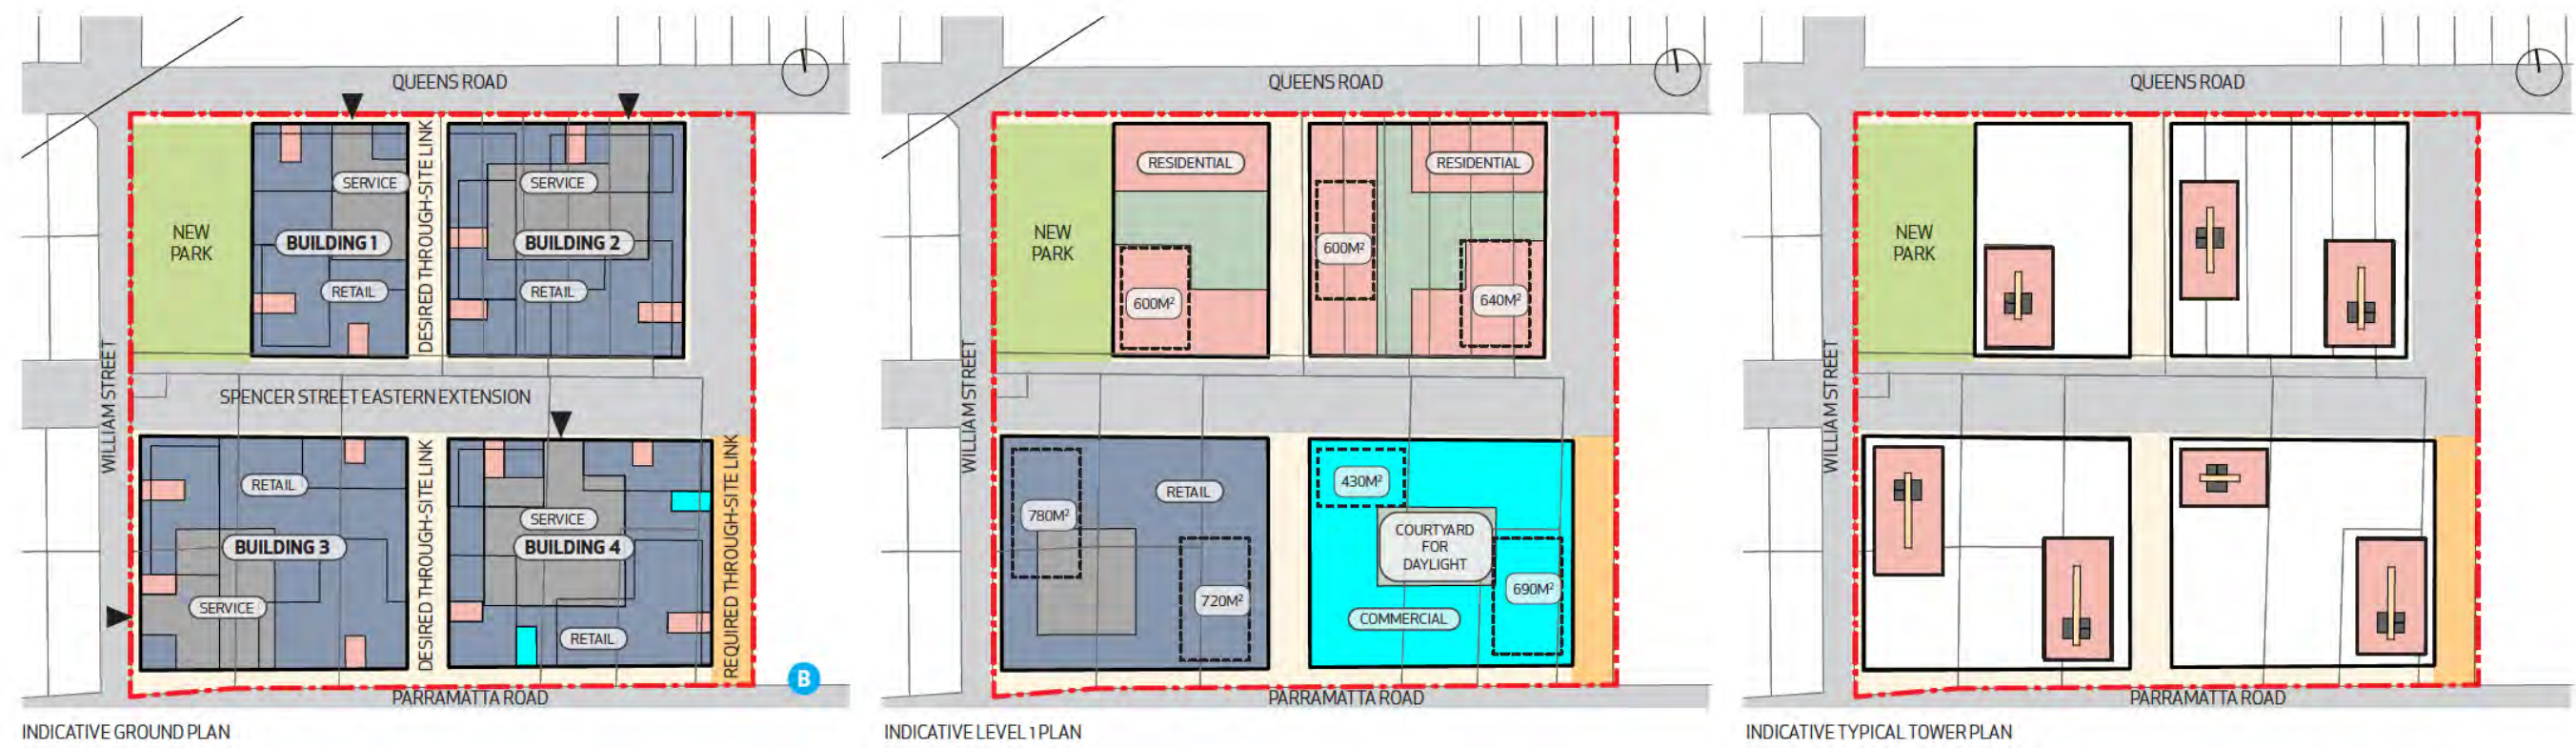 QUEENS ROAD
DESIRED THROUGH-SITE LINK
SERVICE
SERVICE
NEW
PARK
BUILDING 1
BUILDING 2
RETAIL
RETAIL
WILLIAM STREET
SPENCER STREET EASTERN EXTENSION
RETAIL
DESIRED THROUGH-SITE LINK
REQUIRED THROUGH-SITE LINK
SERVICE
BUILDING 3
BUILDING 4
SERVICE
RETAIL
B
PARRAMATTA ROAD
INDICATIVE GROUND PLAN
QUEENS ROAD
RESIDENTIAL
RESIDENTIAL
NEW
PARK
600M²
600M²
640M²
WILLIAM STREET
430M²
RETAIL
780M²
COURTYARD
FOR
DAYLIGHT
720M²
690M²
COMMERCIAL
PARRAMATTA ROAD
INDICATIVE LEVEL 1 PLAN
QUEENS ROAD
NEW
PARK
WILLIAM STREET
PARRAMATTA ROAD
INDICATIVE TYPICAL TOWER PLAN